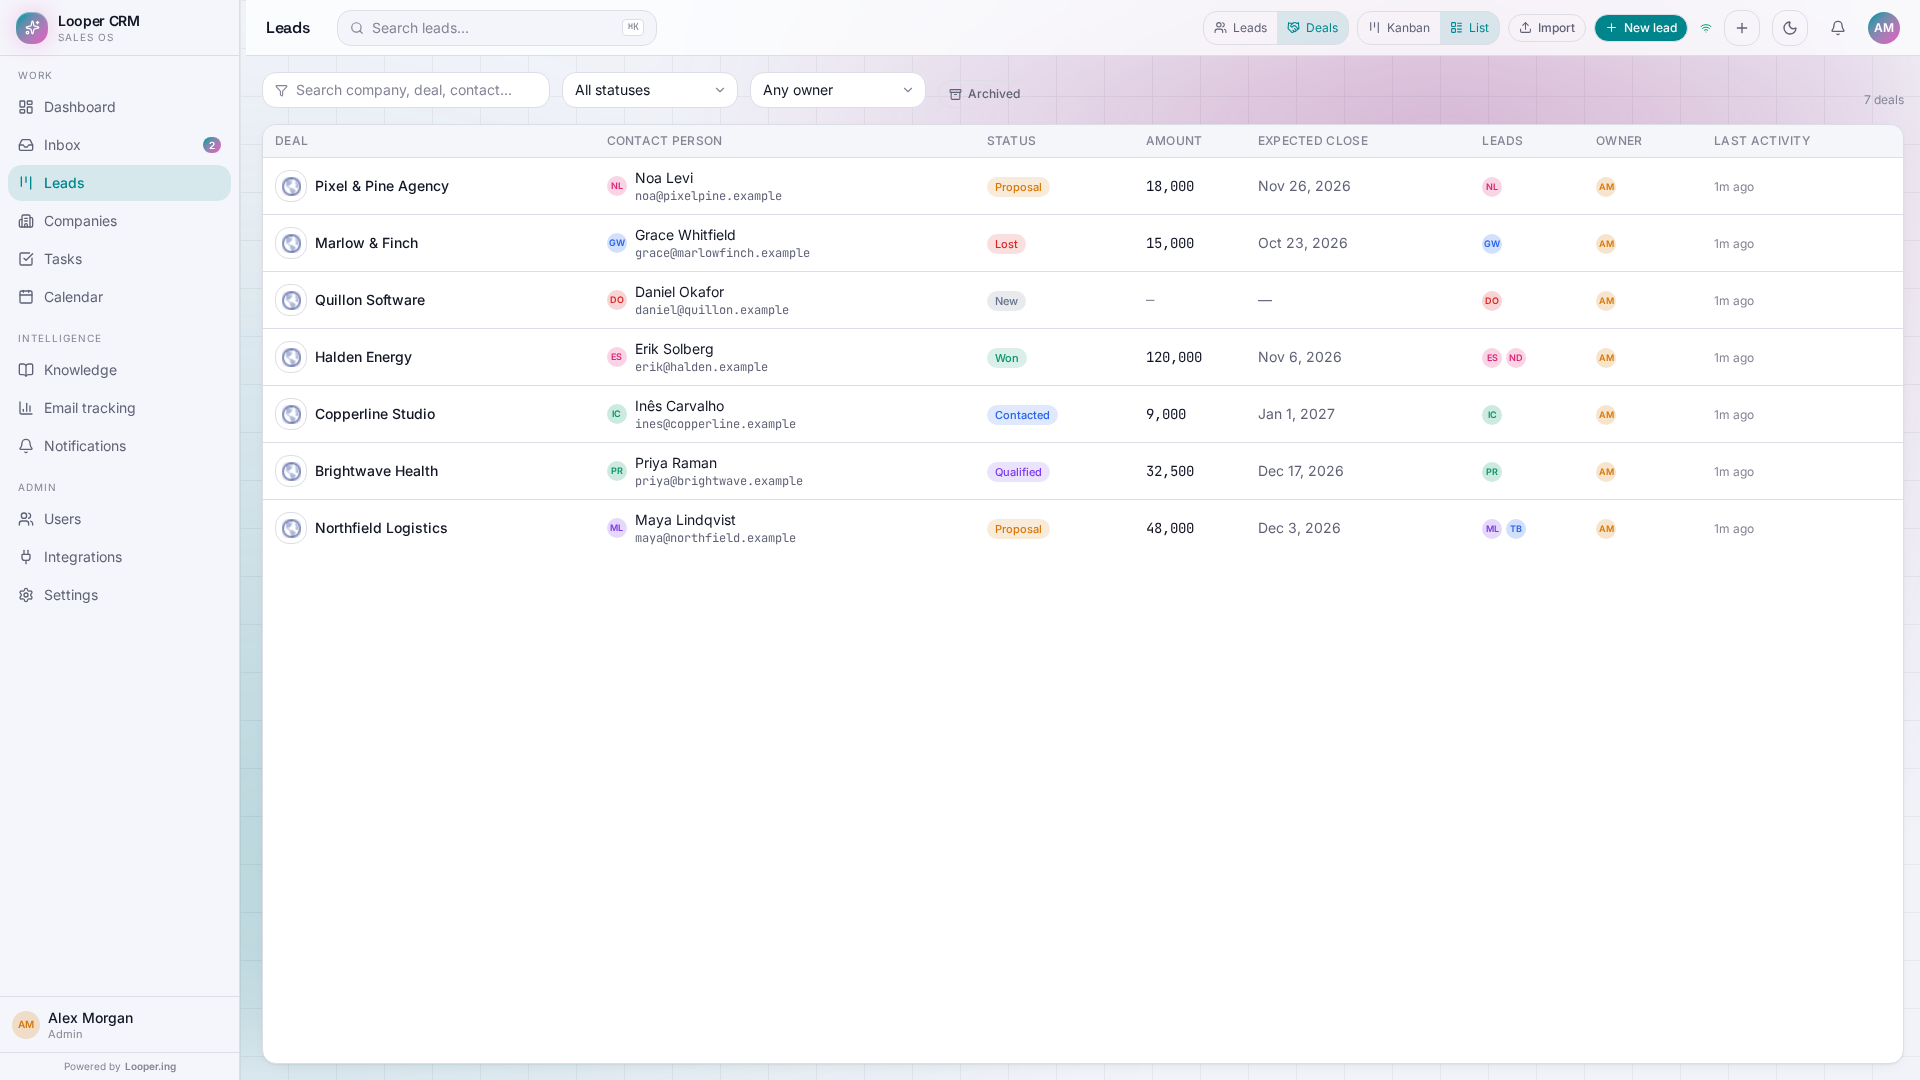 Looper CRM
SALES OS
WORK
Dashboard
Inbox 2
Leads
Companies
Tasks
Calendar
INTELLIGENCE
Knowledge
Email tracking
Notifications
ADMIN
Users
Integrations
Settings
AM Alex Morgan
Admin
Powered by Looper.ing
Leads Search leads... ⌘K Leads Deals Kanban List Import New lead AM
Search company, deal, contact... All statuses Any owner Archived 7 deals
DEAL CONTACT PERSON STATUS AMOUNT EXPECTED CLOSE LEADS OWNER LAST ACTIVITY
Pixel & Pine Agency NL Noa Levi Proposal 18,000 Nov 26, 2026 NL AM 1m ago
noa@pixelpine.example
Marlow & Finch GW Grace Whitfield Lost 15,000 Oct 23, 2026 GW AM 1m ago
grace@marlowfinch.example
Quillon Software DO Daniel Okafor New — — DO AM 1m ago
daniel@quillon.example
Halden Energy ES Erik Solberg Won 120,000 Nov 6, 2026 ES ND AM 1m ago
erik@halden.example
Copperline Studio IC Inês Carvalho Contacted 9,000 Jan 1, 2027 IC AM 1m ago
ines@copperline.example
Brightwave Health PR Priya Raman Qualified 32,500 Dec 17, 2026 PR AM 1m ago
priya@brightwave.example
Northfield Logistics ML Maya Lindqvist Proposal 48,000 Dec 3, 2026 ML TB AM 1m ago
maya@northfield.example